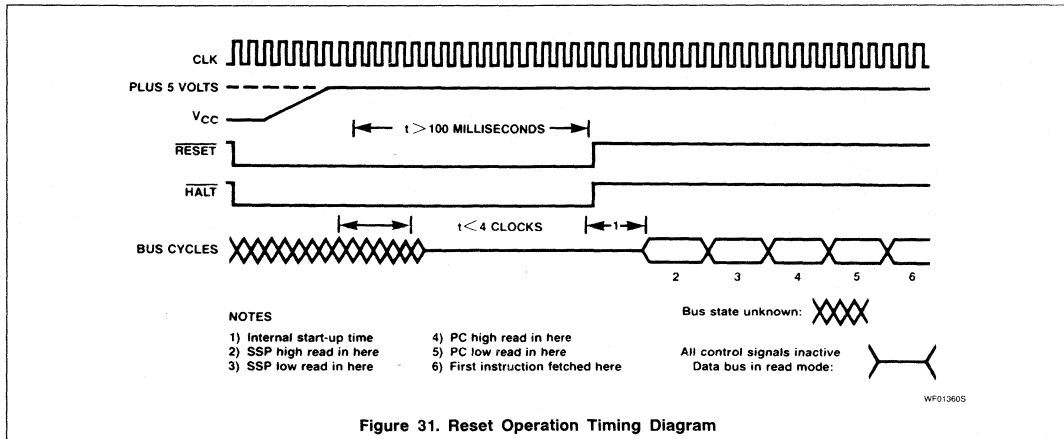 CLK
PLUS 5 VOLTS
VCC
t > 100 MILLISECONDS
RESET
HALT
t < 4 CLOCKS
1
BUS CYCLES
2 3 4 5 6
NOTES
1) Internal start-up time
2) SSP high read in here
3) SSP low read in here
4) PC high read in here
5) PC low read in here
6) First instruction fetched here
Bus state unknown:
All control signals inactive
Data bus in read mode:
WF01360S
Figure 31. Reset Operation Timing Diagram